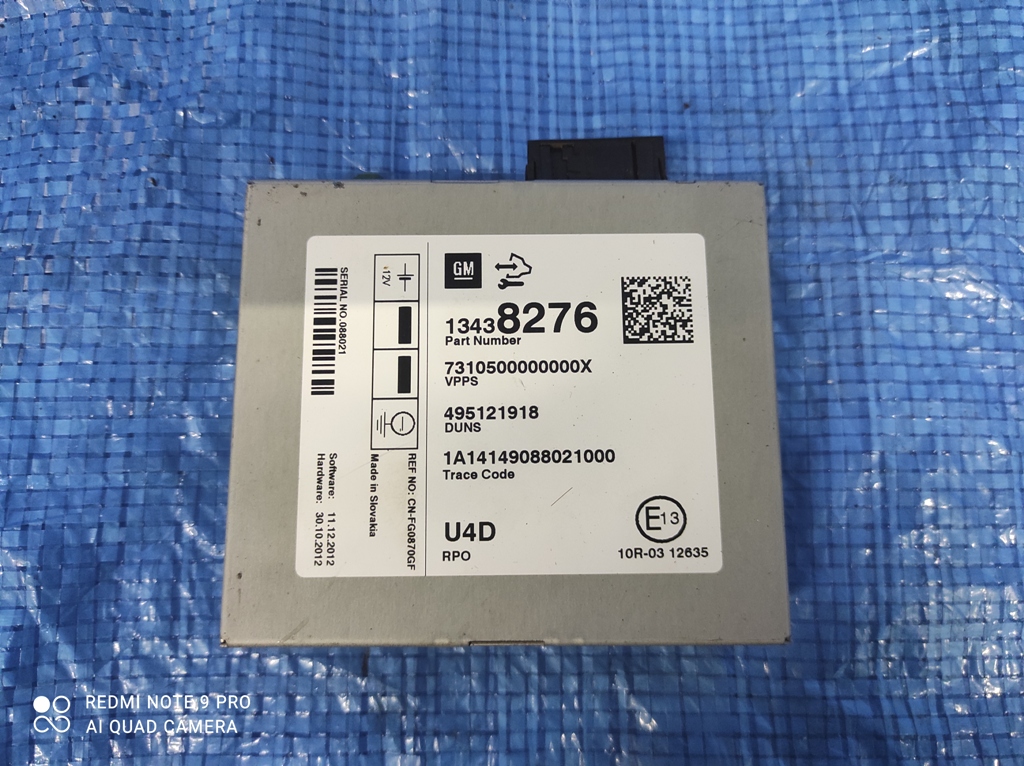 GM
13438276
Part Number
7310500000000X
VPPS
495121918
DUNS
1A14149088021000
Trace Code
U4D
RPO
E13
10R-03 12635
+12V
SERIAL NO.088021
REF NO: CN-FG0870GF
Made in Slovakia
Software: 11.12.2012
Hardware: 30.10.2012
REDMI NOTE 9 PRO
AI QUAD CAMERA